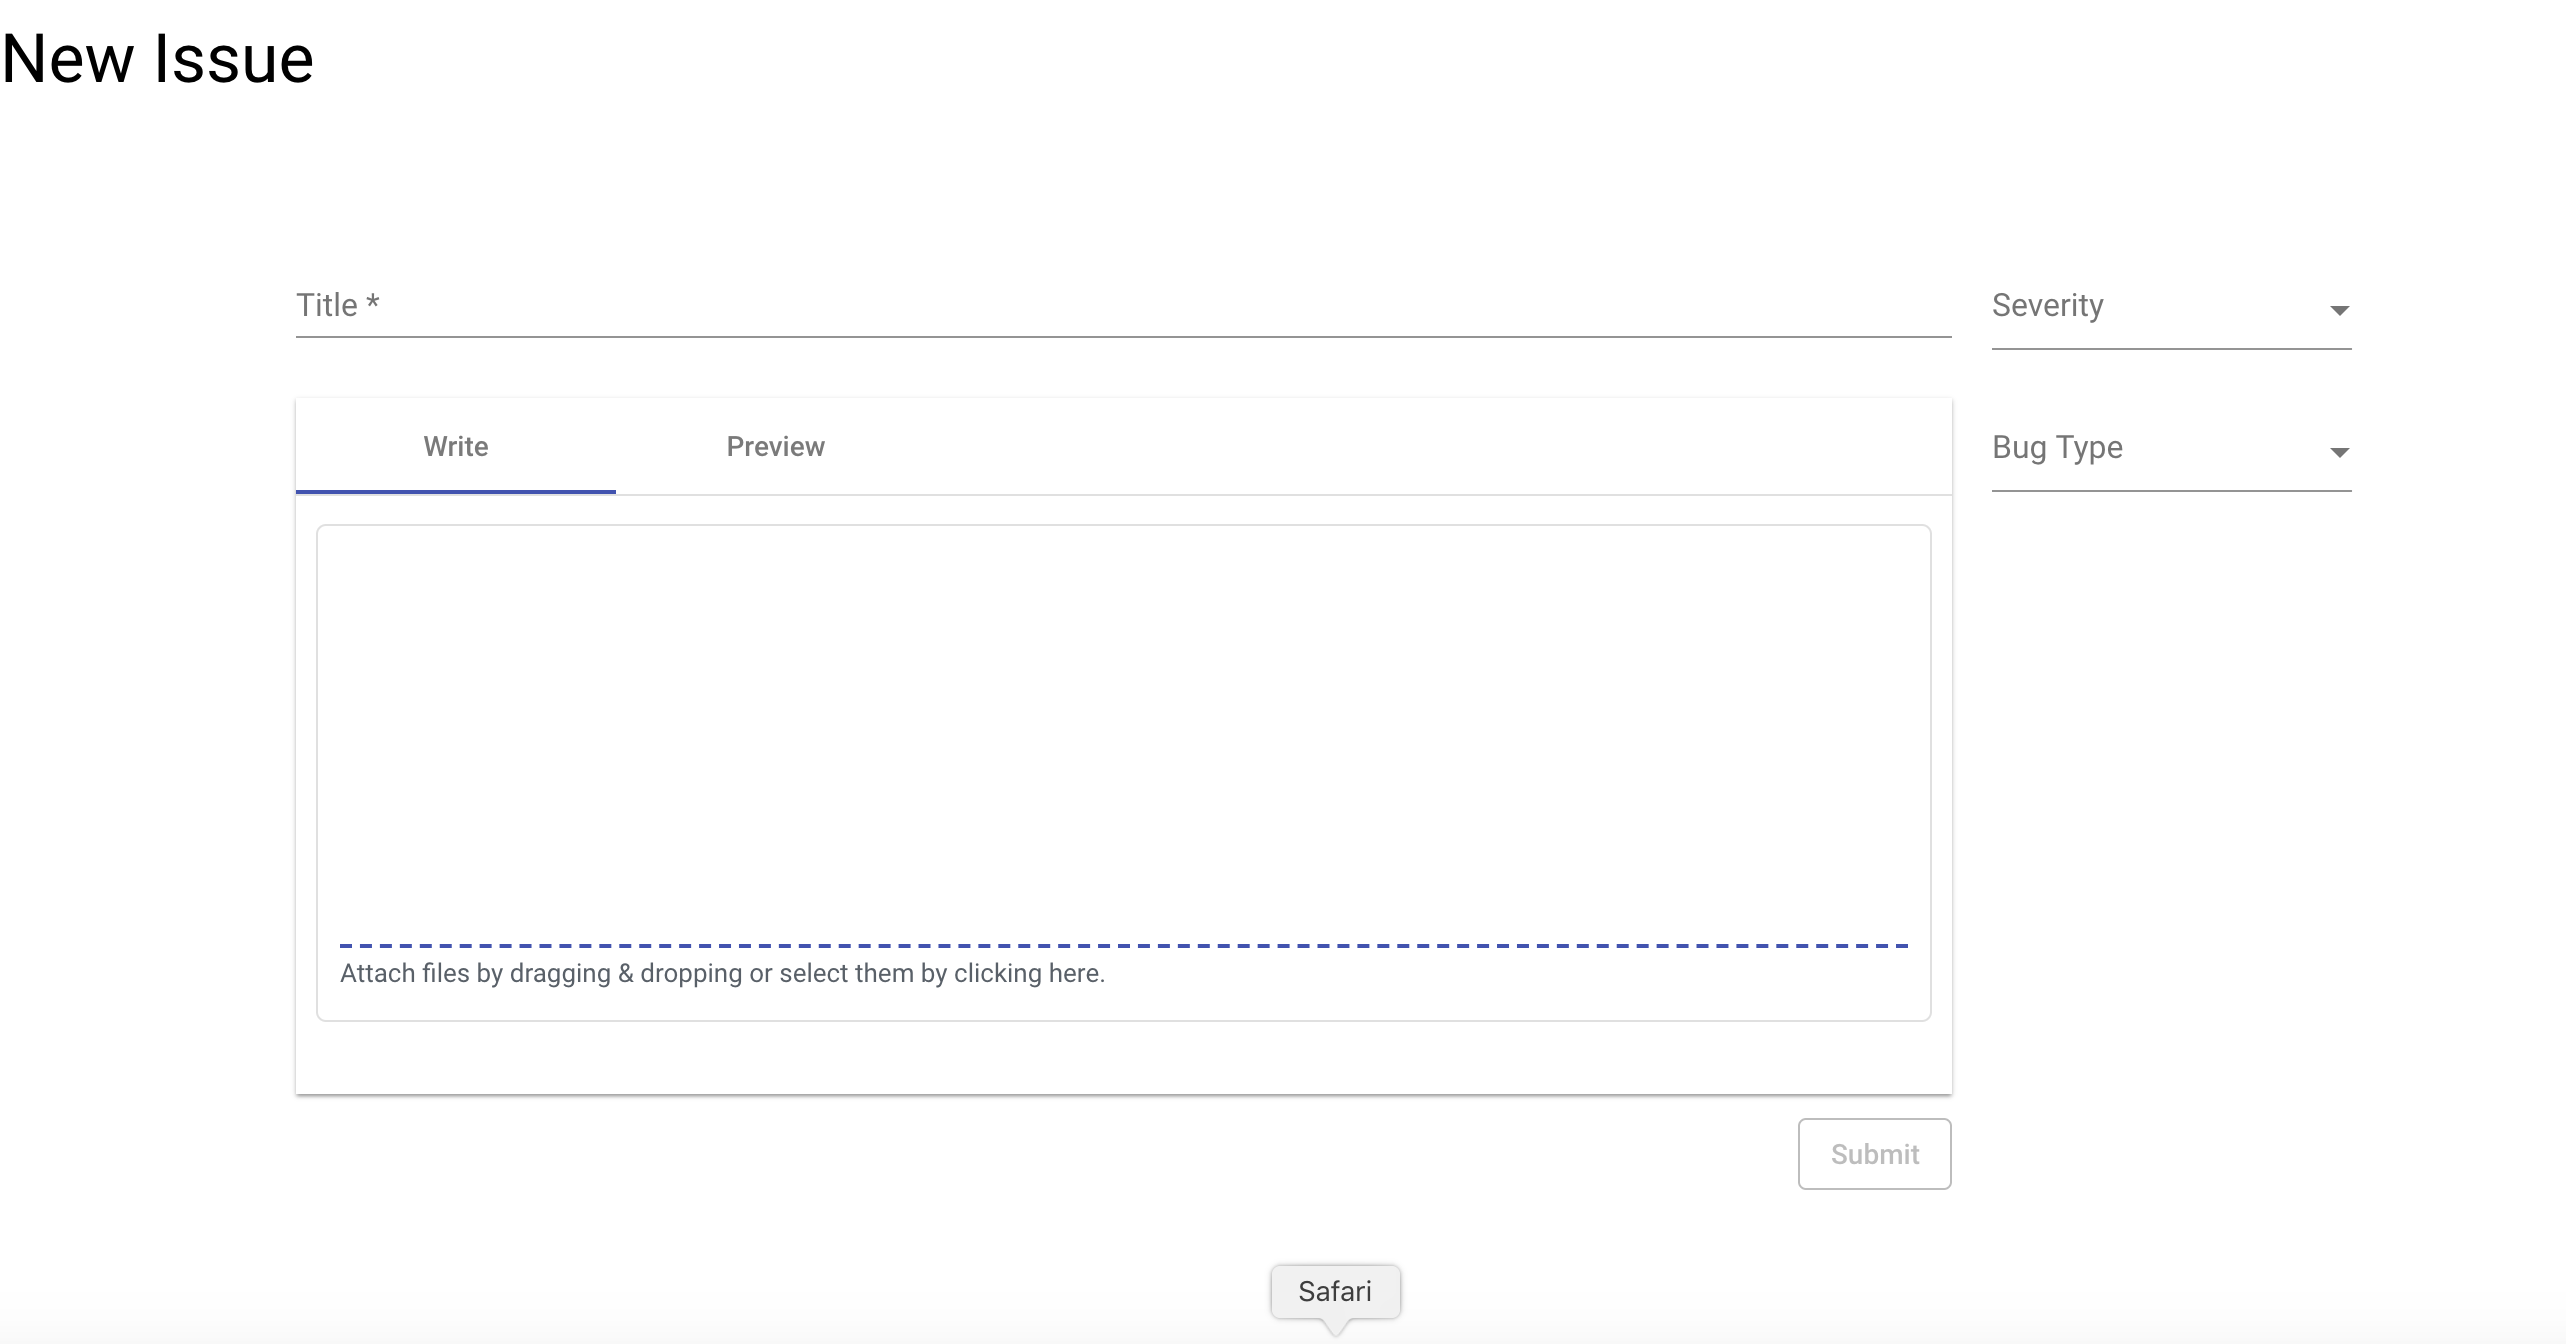 New Issue
Title *
Severity
Write
Preview
Bug Type
Attach files by dragging & dropping or select them by clicking here.
Submit
Safari